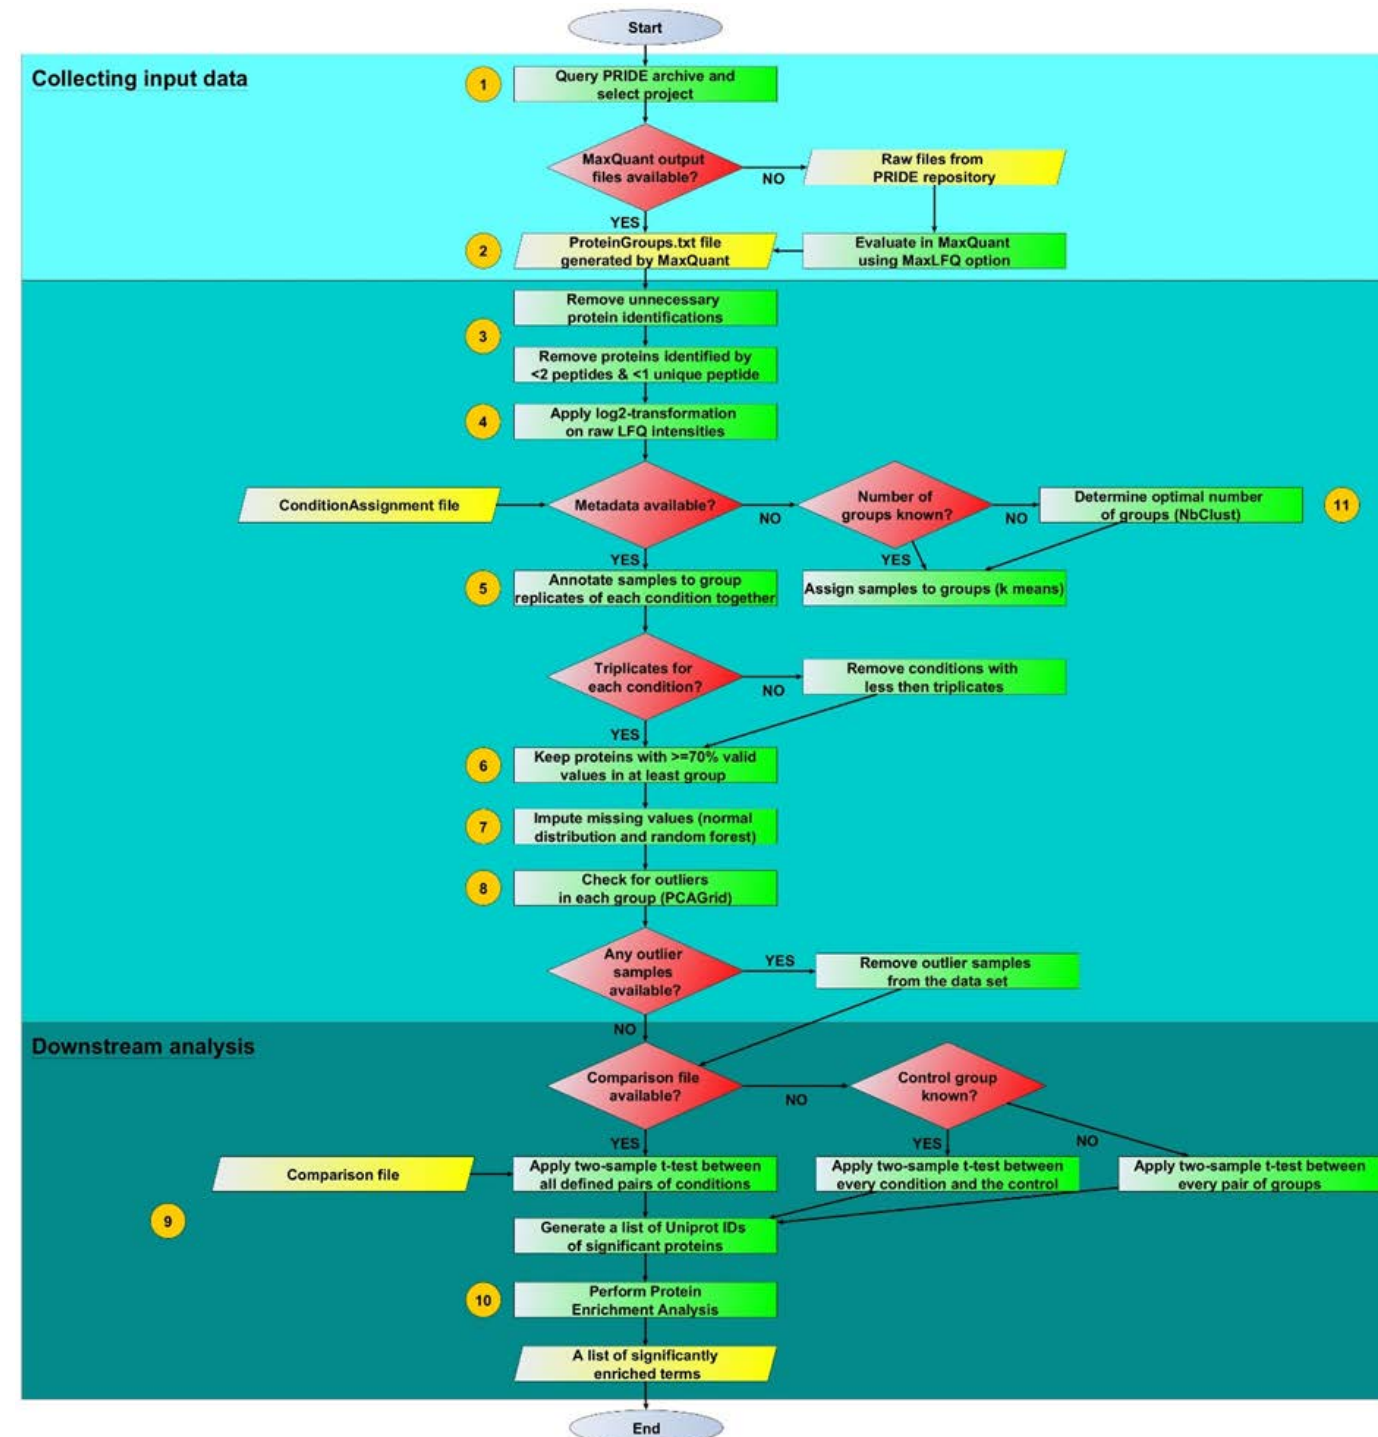 Start
Collecting input data
1
Query PRIDE archive and
select project
MaxQuant output
files available?
NO
Raw files from
PRIDE repository
YES
2
ProteinGroups.txt file
generated by MaxQuant
Evaluate in MaxQuant
using MaxLFQ option
Remove unnecessary
protein identifications
3
Remove proteins identified by
<2 peptides & <1 unique peptide
4
Apply log2-transformation
on raw LFQ intensities
ConditionAssignment file
Metadata available?
NO
Number of
groups known?
NO
Determine optimal number
of groups (NbClust)
11
YES
YES
5
Annotate samples to group
replicates of each condition together
Assign samples to groups (k means)
Triplicates for
each condition?
NO
Remove conditions with
less then triplicates
YES
6
Keep proteins with >=70% valid
values in at least group
7
Impute missing values (normal
distribution and random forest)
8
Check for outliers
in each group (PCAGrid)
Any outlier
samples
available?
YES
Remove outlier samples
from the data set
NO
Downstream analysis
Comparison file
available?
NO
Control group
known?
YES
YES
NO
Comparison file
Apply two-sample t-test between
all defined pairs of conditions
Apply two-sample t-test between
every condition and the control
Apply two-sample t-test between
every pair of groups
9
Generate a list of Uniprot IDs
of significant proteins
10
Perform Protein
Enrichment Analysis
A list of significantly
enriched terms
End